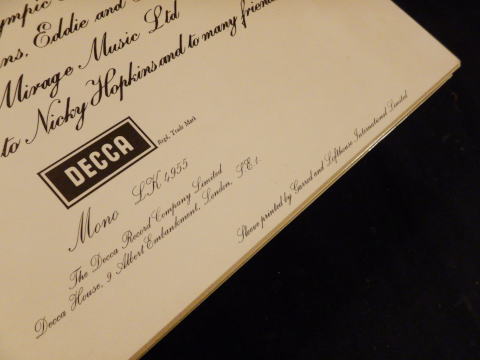 ympic
ns. Eddie and
Mirage Music Ltd
to Nicky Hopkins and to many friend
DECCA
Regd. Trade Mark
Mono LK 4955
The Decca Record Company Limited
Decca House, 9 Albert Embankment, London, S.E.1.
Sleeve printed by Garrod and Lofthouse International Limited